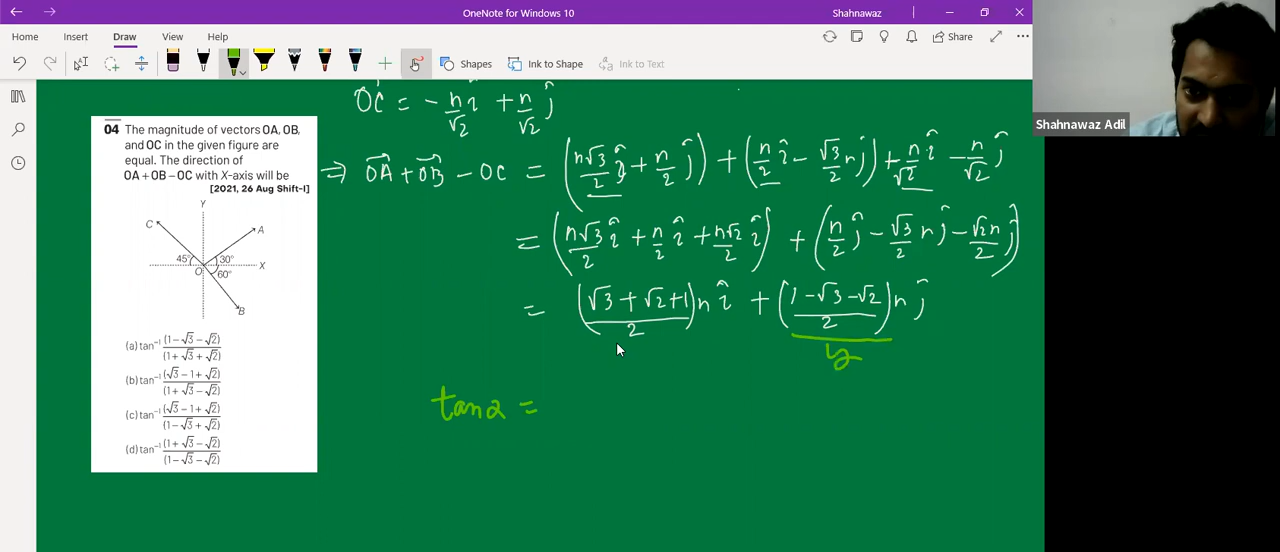 OneNote for Windows 10
Shahnawaz
Home Insert Draw View Help
Share
Shapes
Ink to Shape
Ink to Text
Shahnawaz Adil
04 The magnitude of vectors OA, OB,
and OC in the given figure are
equal. The direction of
OA + OB – OC with X-axis will be
[2021, 26 Aug Shift-I]
Y
C
A
45°
30°
O
X
60°
B
(a) tan⁻¹ (1–√3 –√2)/(1+√3 +√2)
(b) tan⁻¹ (√3 –1+√2)/(1+√3 –√2)
(c) tan⁻¹ (√3 –1+√2)/(1–√3 +√2)
(d) tan⁻¹ (1+√3 –√2)/(1–√3 –√2)
OC = - n/√2 î + n/√2 ĵ
⇒ OA + OB - OC = (n√3/2 î + n/2 ĵ) + (n/2 î - √3/2 n ĵ) + n/√2 î - n/√2 ĵ
= (n√3/2 î + n/2 î + n√2/2 î) + (n/2 ĵ - √3/2 n ĵ - √2n/2 ĵ)
= (√3 + √2 + 1 / 2) n î + (1 - √3 - √2 / 2) n ĵ
y
tan α =